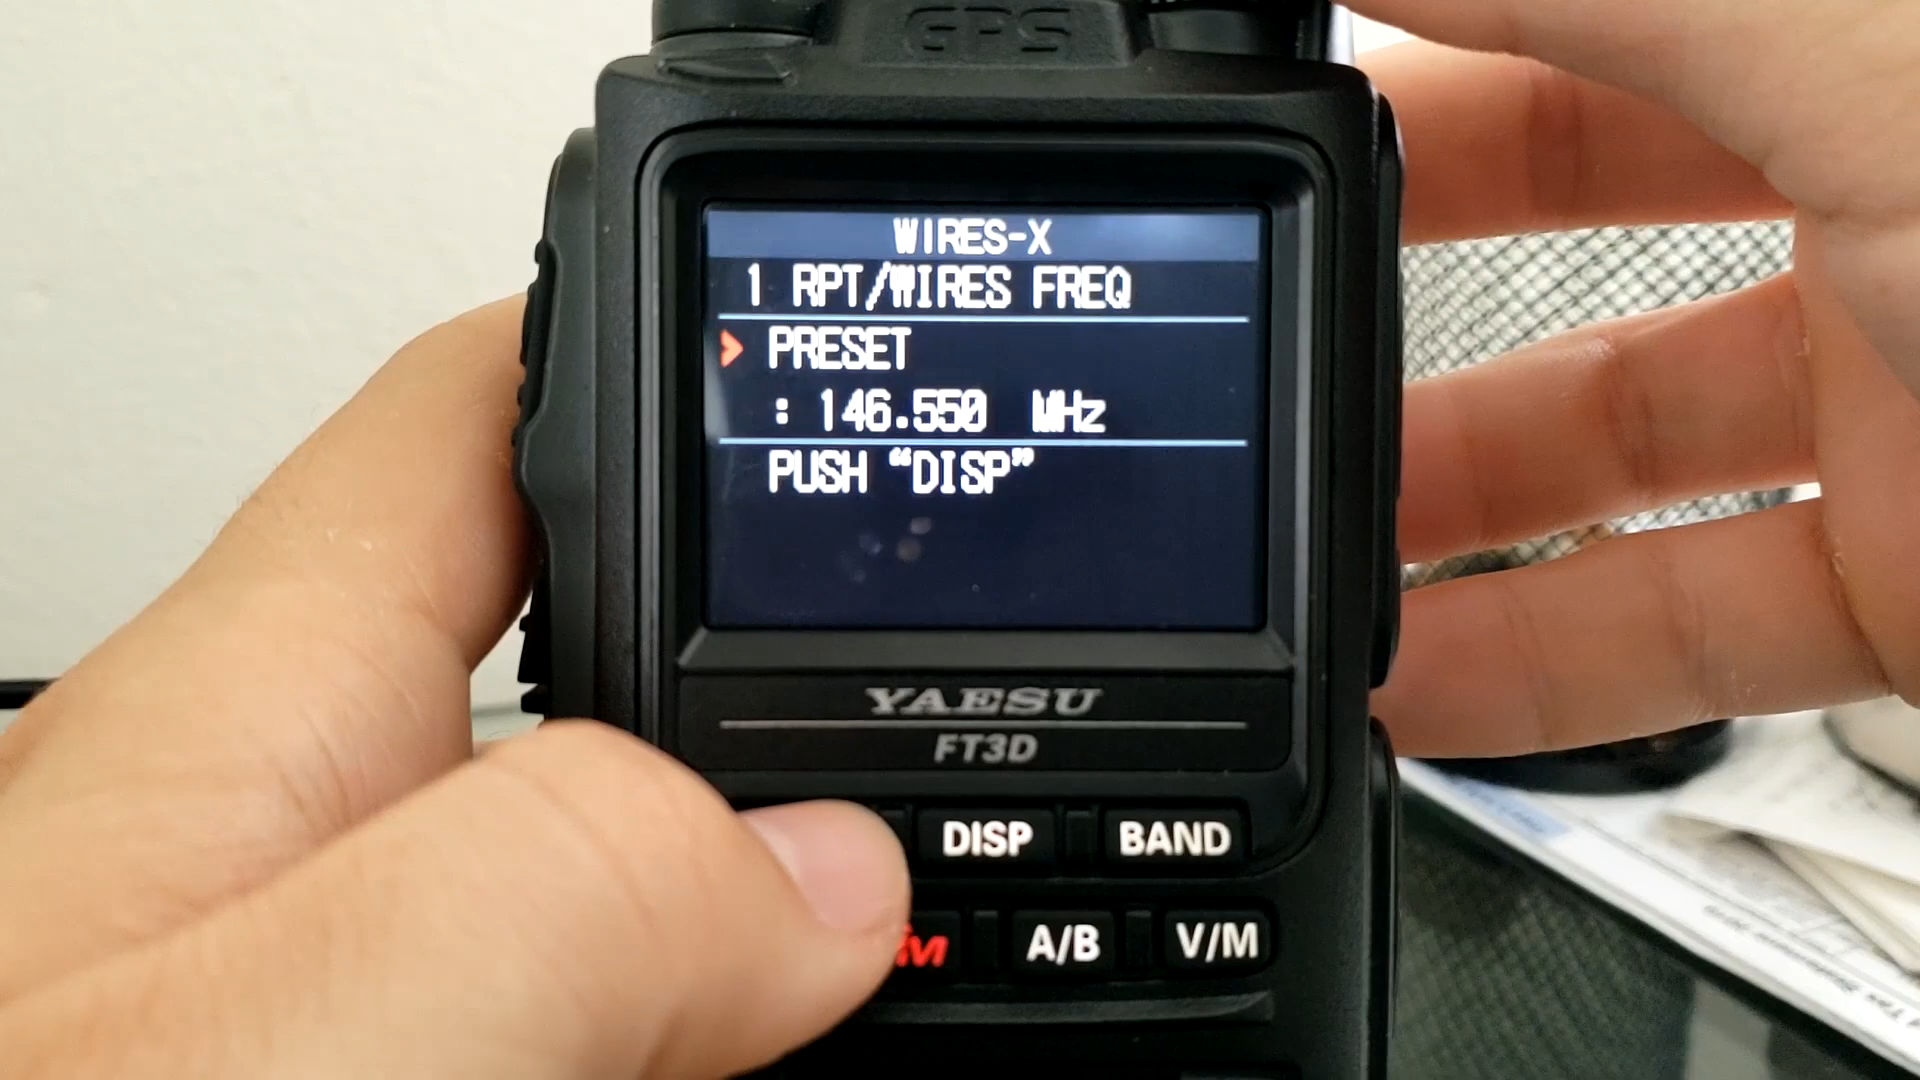 GPS
WIRES-X
1 RPT/WIRES FREQ
PRESET
: 146.550 MHz
PUSH “DISP”
YAESU
FT3D
DISP
BAND
A/B
V/M